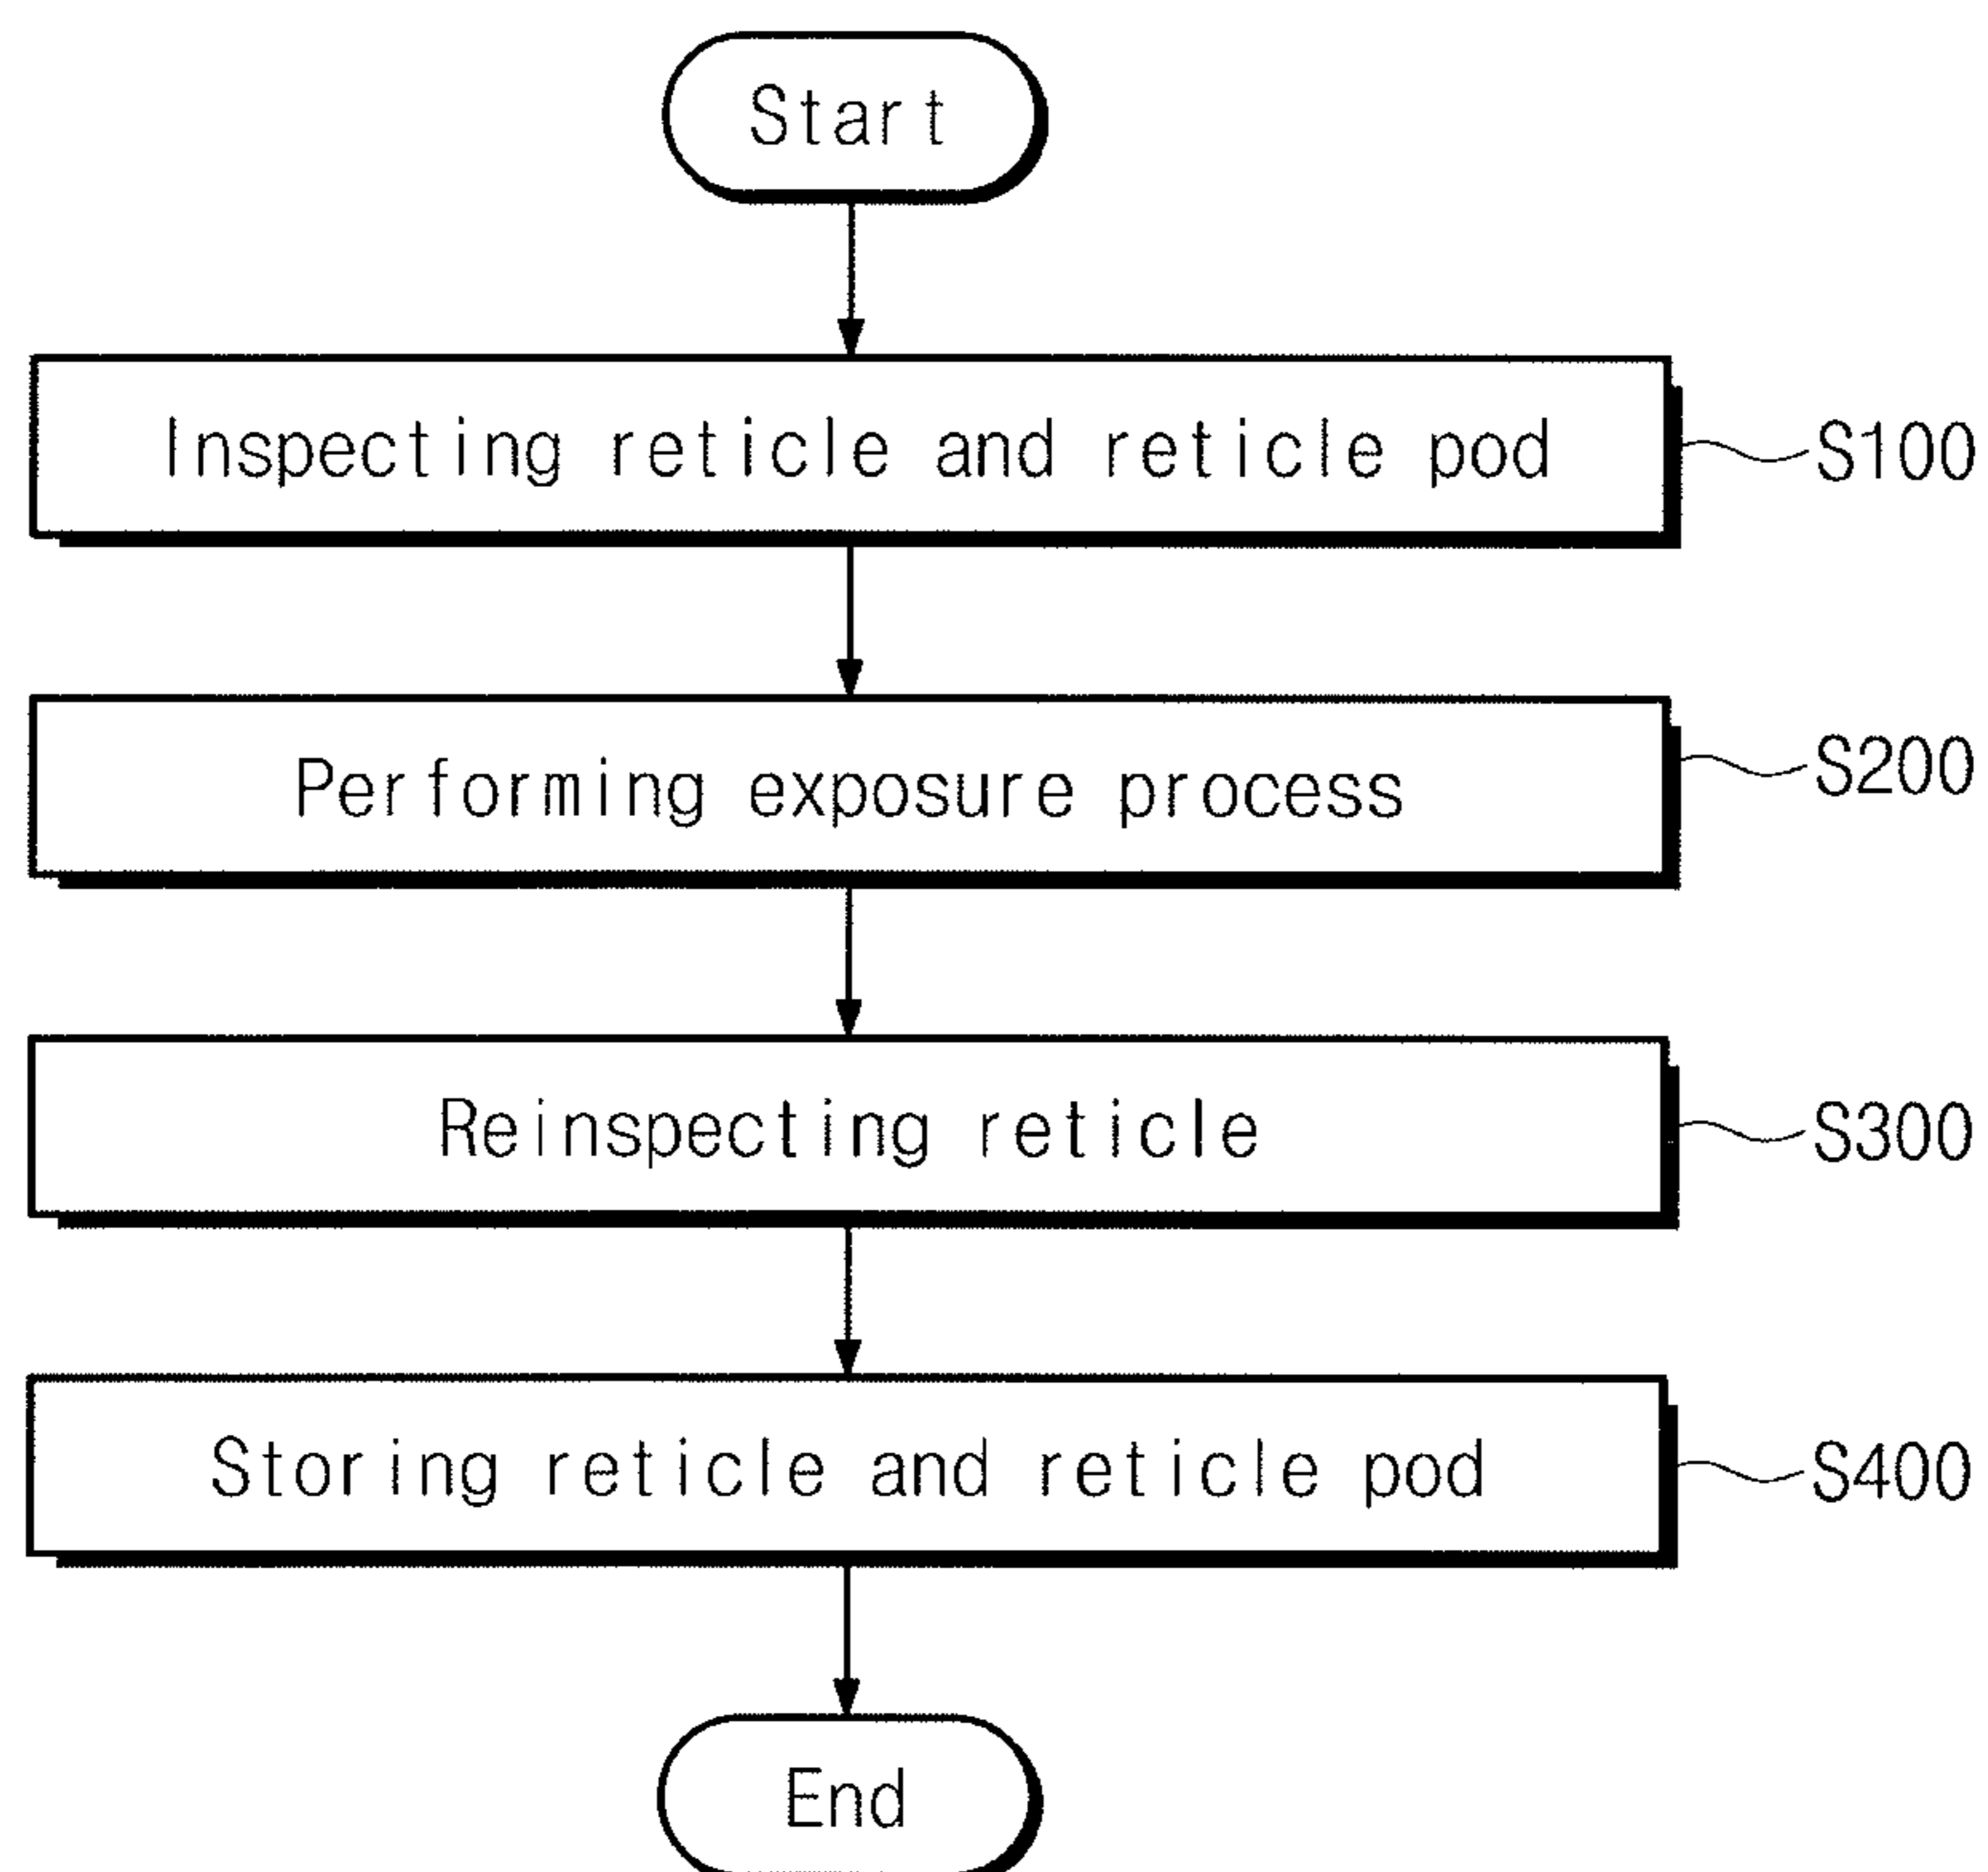 Start
Inspecting reticle and reticle pod
S100
Performing exposure process
S200
Reinspecting reticle
S300
Storing reticle and reticle pod
S400
End